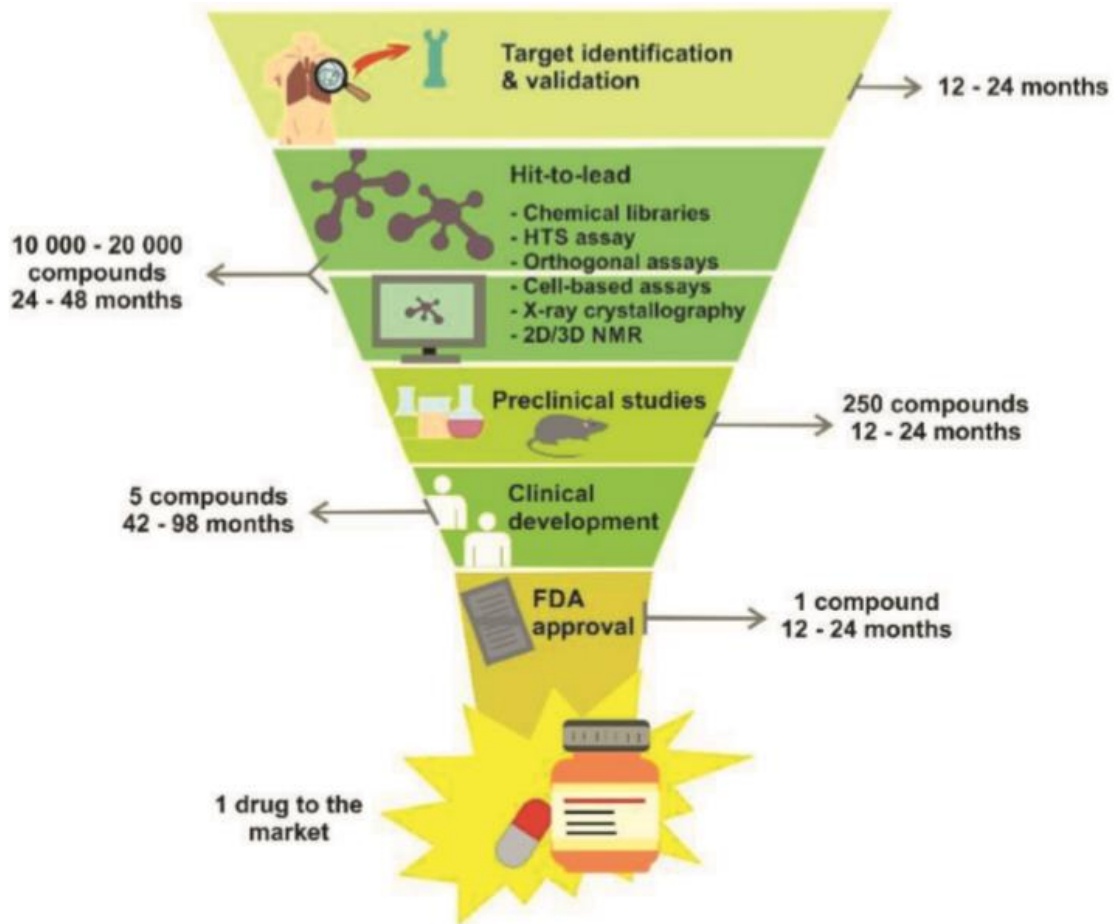 Target identification
& validation
12 - 24 months
Hit-to-lead
- Chemical libraries
- HTS assay
- Orthogonal assays
- Cell-based assays
- X-ray crystallography
- 2D/3D NMR
10 000 - 20 000
compounds
24 - 48 months
Preclinical studies
250 compounds
12 - 24 months
5 compounds
42 - 98 months
Clinical
development
FDA
approval
1 compound
12 - 24 months
1 drug to the
market